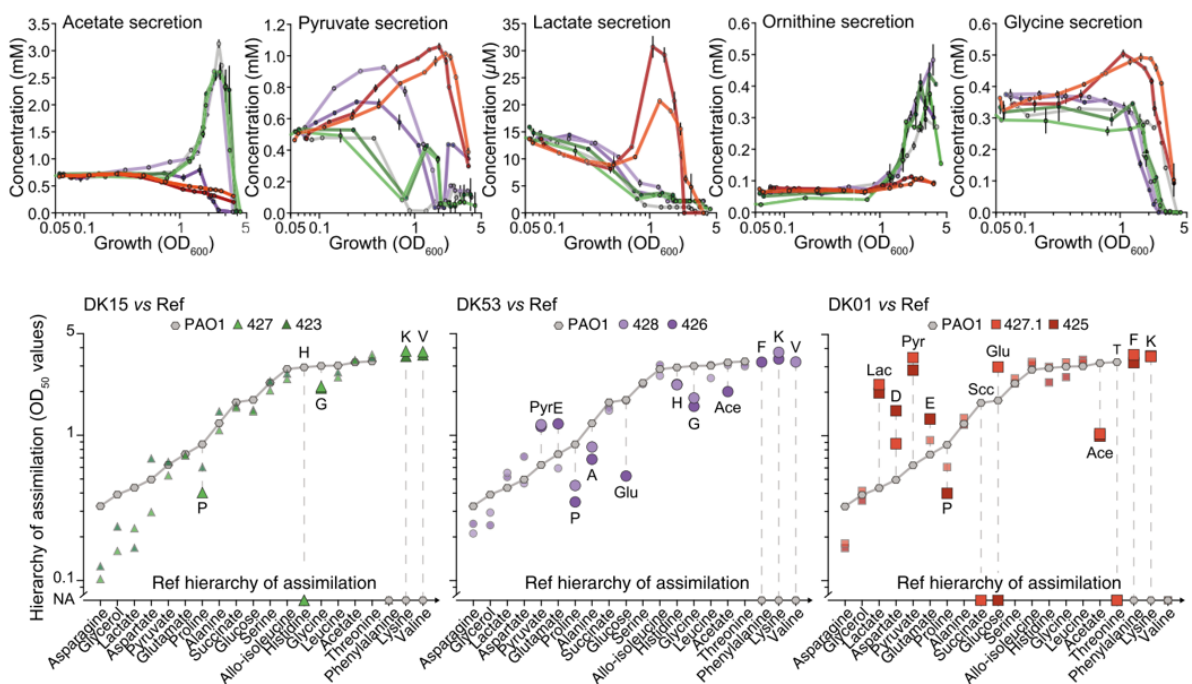 Acetate secretion
Pyruvate secretion
Lactate secretion
Ornithine secretion
Glycine secretion
Concentration (mM)
3.5
3.0
2.5
2.0
1.5
1.0
0.5
0.0
0.05 0.1 1 5
Growth (OD600)
Concentration (mM)
1.2
1.0
0.8
0.6
0.4
0.2
0.0
0.05 0.1 1 5
Growth (OD600)
Concentration (µM)
35
30
25
20
15
10
5
0
0.05 0.1 1 5
Growth (OD600)
Concentration (mM)
0.6
0.5
0.4
0.3
0.2
0.1
0.0
0.05 0.1 1 5
Growth (OD600)
Concentration (mM)
0.6
0.5
0.4
0.3
0.2
0.1
0.0
0.05 0.1 1 5
Growth (OD600)
Hierarchy of assimilation (OD50 values)
5
1
0.1
NA
DK15 vs Ref
PAO1 427 423
H
K
V
G
P
Ref hierarchy of assimilation
Asparagine
Glycerol
Lactate
Aspartate
Pyruvate
Glutapate
Proline
Alanine
Succinate
Glucose
Serine
Allo-isoleucine
Histidine
Glycine
Leucine
Acetate
Threonine
Phenylalanine
Lysine
Valine
DK53 vs Ref
PAO1 428 426
F
K
V
PyrE
H
G
Ace
A
Glu
P
Ref hierarchy of assimilation
Asparagine
Glycerol
Lactate
Aspartate
Pyruvate
Glutapate
Proline
Alanine
Succinate
Glucose
Serine
Allo-isoleucine
Histidine
Glycine
Leucine
Acetate
Threonine
Phenylalanine
Lysine
Valine
DK01 vs Ref
PAO1 427.1 425
Pyr
Lac
D
E
P
Scc
Glu
T
F
K
Ace
Ref hierarchy of assimilation
Asparagine
Glycerol
Lactate
Aspartate
Pyruvate
Glutapate
Proline
Alanine
Succinate
Glucose
Serine
Allo-isoleucine
Histidine
Glycine
Leucine
Acetate
Threonine
Phenylalanine
Lysine
Valine